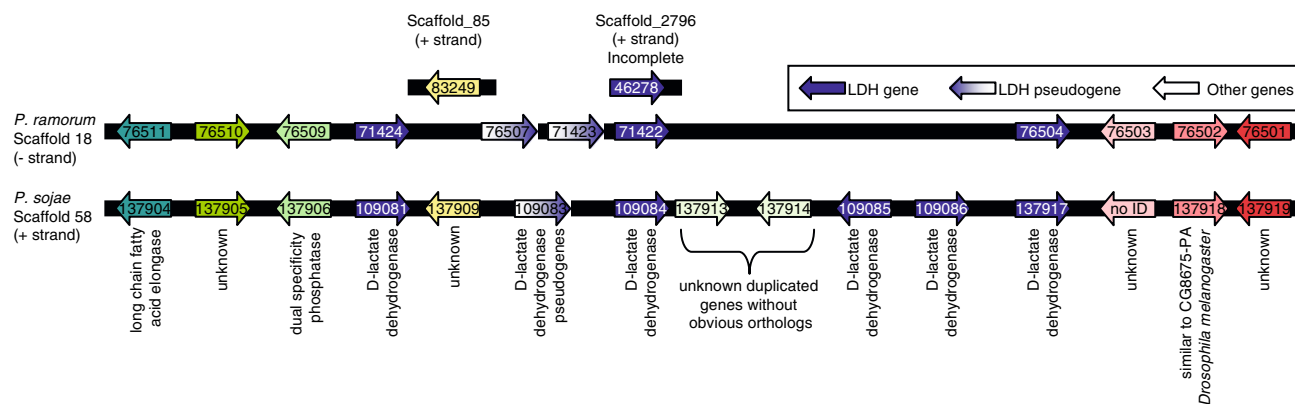 Scaffold_85
(+ strand)
Scaffold_2796
(+ strand)
Incomplete
83249
46278
LDH gene
LDH pseudogene
Other genes
P. ramorum
Scaffold 18
(- strand)
76511
76510
76509
71424
76507
71423
71422
76504
76503
76502
76501
P. sojae
Scaffold 58
(+ strand)
137904
137905
137906
109081
137909
109083
109084
137913
137914
109085
109086
137917
no ID
137918
137919
long chain fatty
acid elongase
unknown
dual specificity
phosphatase
D-lactate
dehydrogenase
unknown
D-lactate
dehydrogenase
pseudogenes
D-lactate
dehydrogenase
unknown duplicated
genes without
obvious orthologs
D-lactate
dehydrogenase
D-lactate
dehydrogenase
D-lactate
dehydrogenase
unknown
similar to CG8675-PA
Drosophila melanogaster
unknown